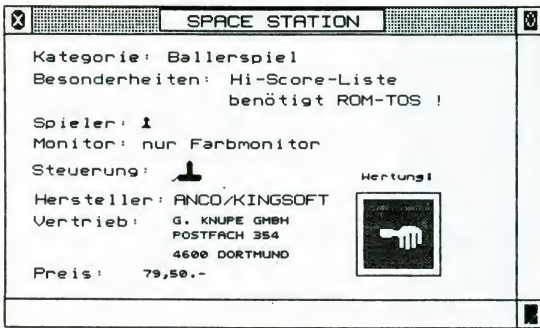 SPACE STATION
Kategorie: Ballerspiel
Besonderheiten: Hi-Score-Liste
benötigt ROM-TOS !
Spieler:
Monitor: nur Farbmonitor
Steuerung:
Wertung:
Hersteller: ANCO/KINGSOFT
Vertrieb: G. KNUPE GMBH
POSTFACH 354
4600 DORTMUND
Preis: 79,50.-